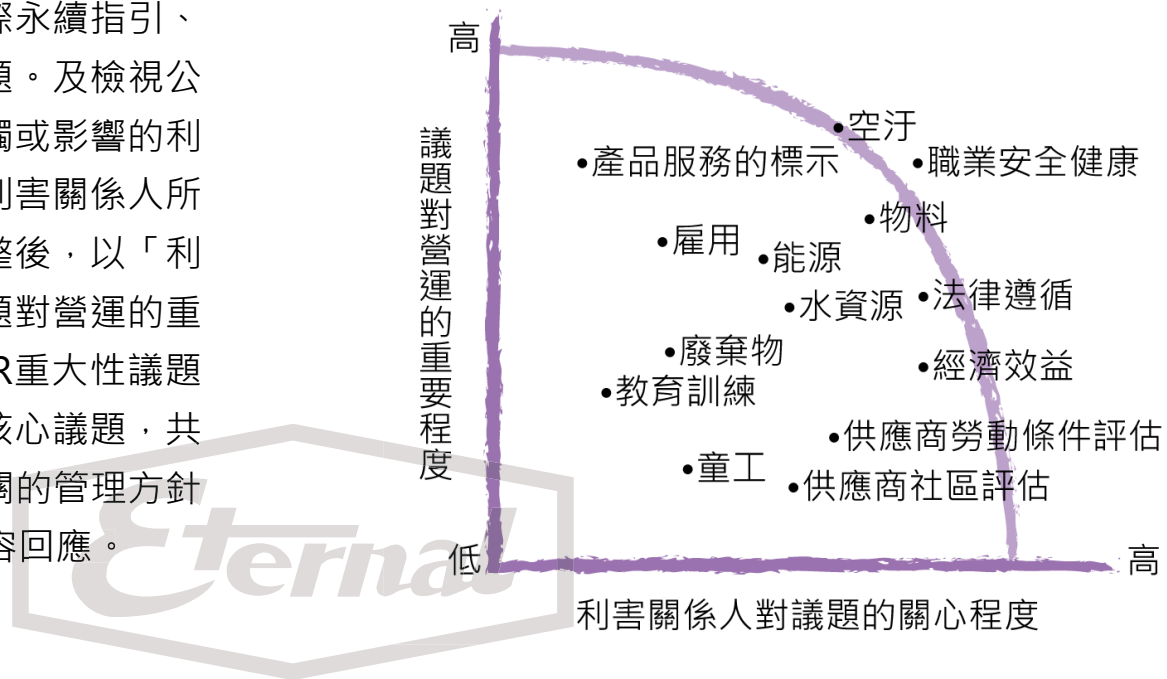 際永續指引、
題。及檢視公
觸或影響的利
利害關係人所
整後，以「利
題對營運的重
R重大性議題
核心議題，共
關的管理方針
容回應。
高
議題對營運的重要程度
•空汙
•產品服務的標示
•職業安全健康
•物料
•雇用
•能源
•水資源
•法律遵循
•廢棄物
•經濟效益
•教育訓練
•供應商勞動條件評估
•童工
•供應商社區評估
低
高
利害關係人對議題的關心程度
Eternal